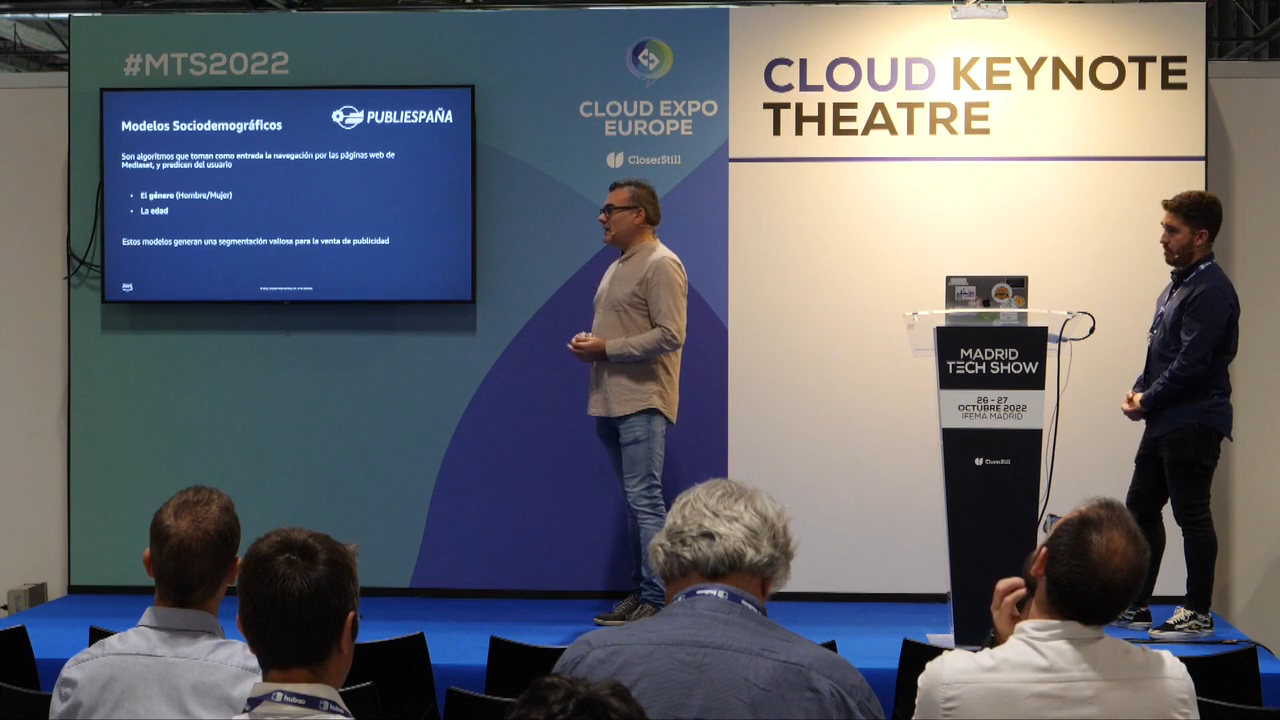 #MTS2022
Modelos Sociodemográficos
PUBLIESPAÑA
Son algoritmos que toman como entrada la navegación por las páginas web de
Mediaset, y predicen del usuario
• El género (Hombre/Mujer)
• La edad
Estos modelos generan una segmentación valiosa para la venta de publicidad
aws
CLOUD EXPO
EUROPE
CloserStill
CLOUD KEYNOTE
THEATRE
MADRID
TECH SHOW
26 - 27
OCTUBRE 2022
IFEMA MADRID
CloserStill
huboo